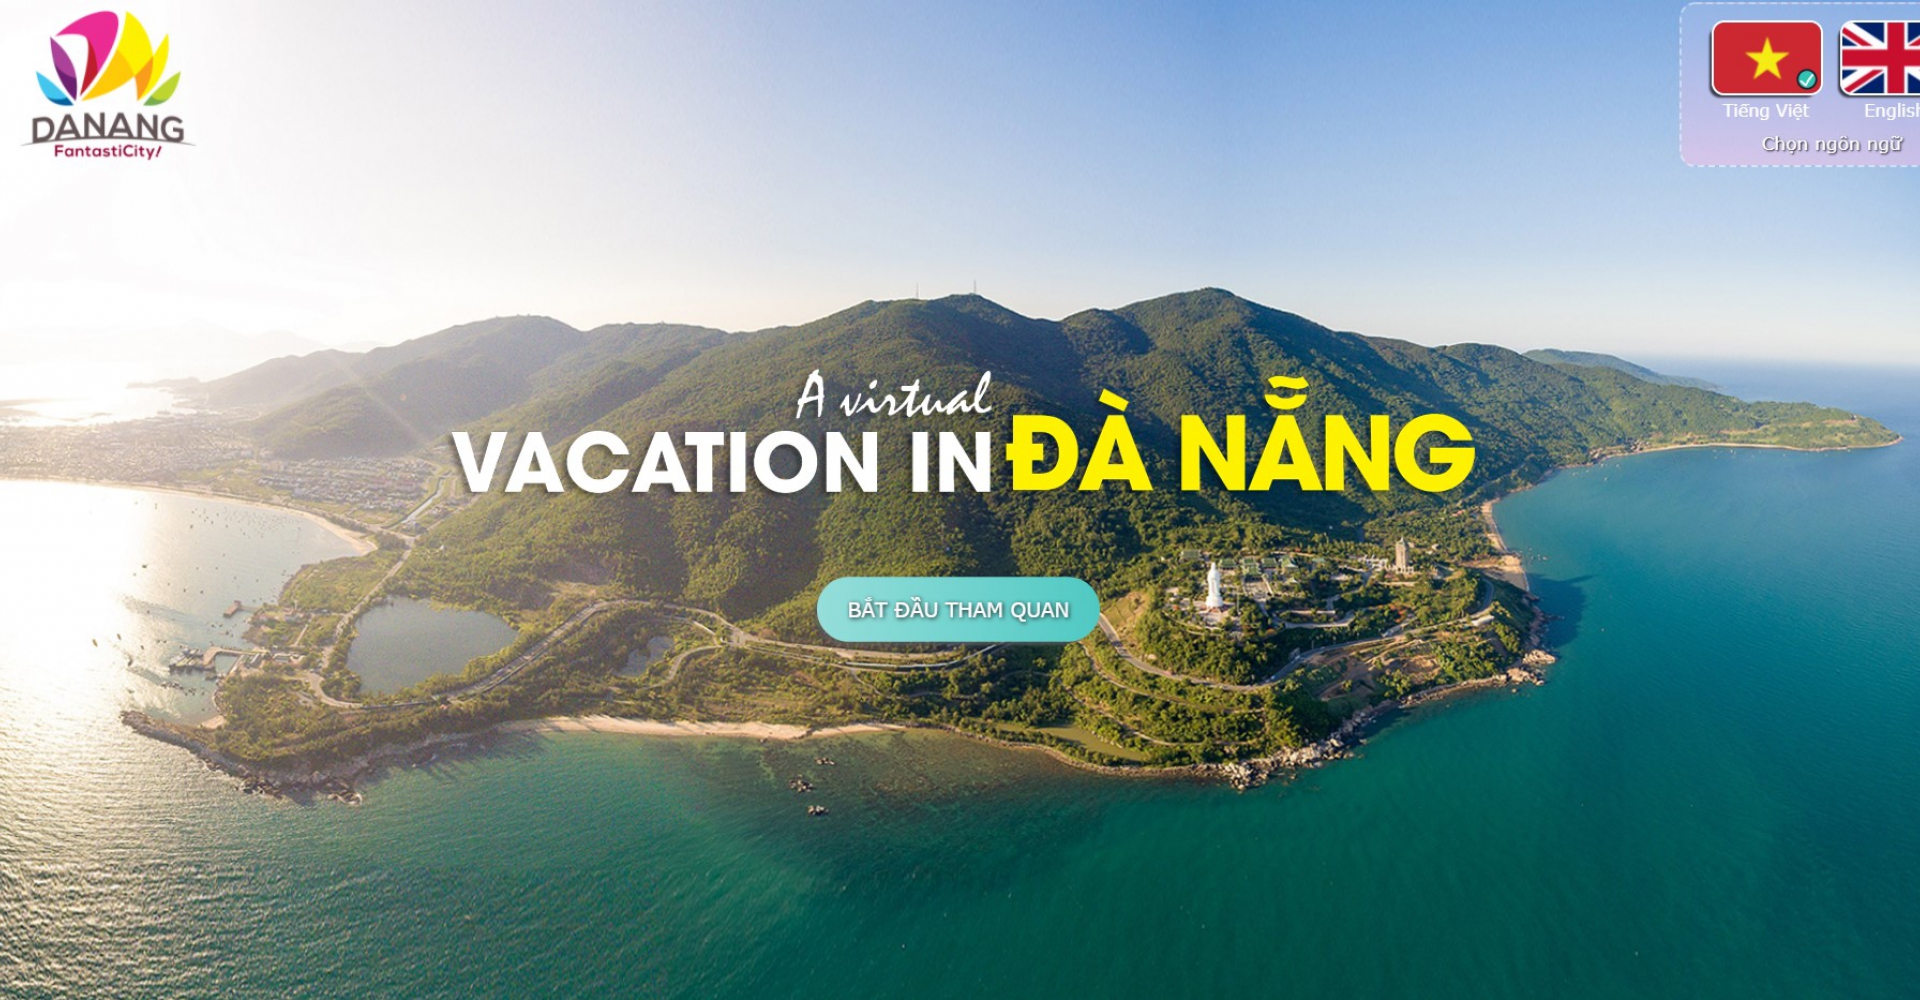 DANANG
FantastiCity!
Tiếng Việt
English
Chọn ngôn ngữ
A virtual
VACATION IN ĐÀ NẴNG
BẮT ĐẦU THAM QUAN